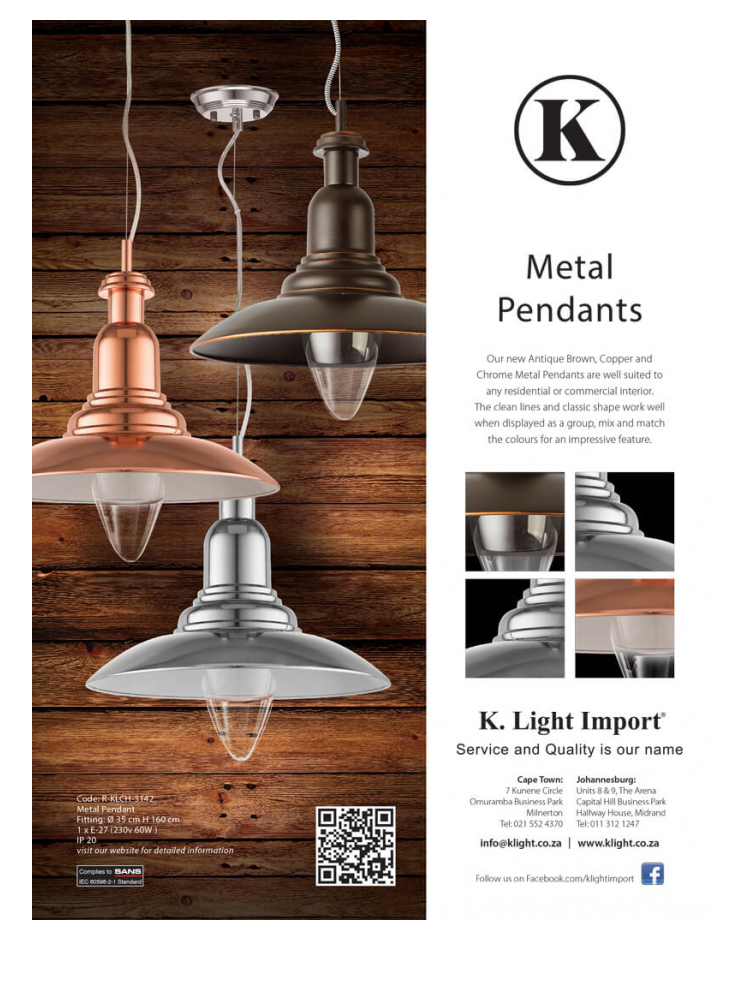 K
Metal
Pendants
Our new Antique Brown, Copper and
Chrome Metal Pendants are well suited to
any residential or commercial interior.
The clean lines and classic shape work well
when displayed as a group, mix and match
the colours for an impressive feature.
K. Light Import®
Service and Quality is our name
Cape Town:
7 Kunene Circle
Omuramba Business Park
Milnerton
Tel: 021 552 4370
Johannesburg:
Units 8 & 9, The Arena
Capital Hill Business Park
Halfway House, Midrand
Tel: 011 312 1247
info@klight.co.za | www.klight.co.za
Follow us on Facebook.com/klightimport
f
Code: R-KLCH-3142
Metal Pendant
Fitting: Ø 35 cm H 160 cm
1 x E-27 (230v 60W )
IP 20
visit our website for detailed information
Complies to SANS
IEC 60598-2-1 Standard